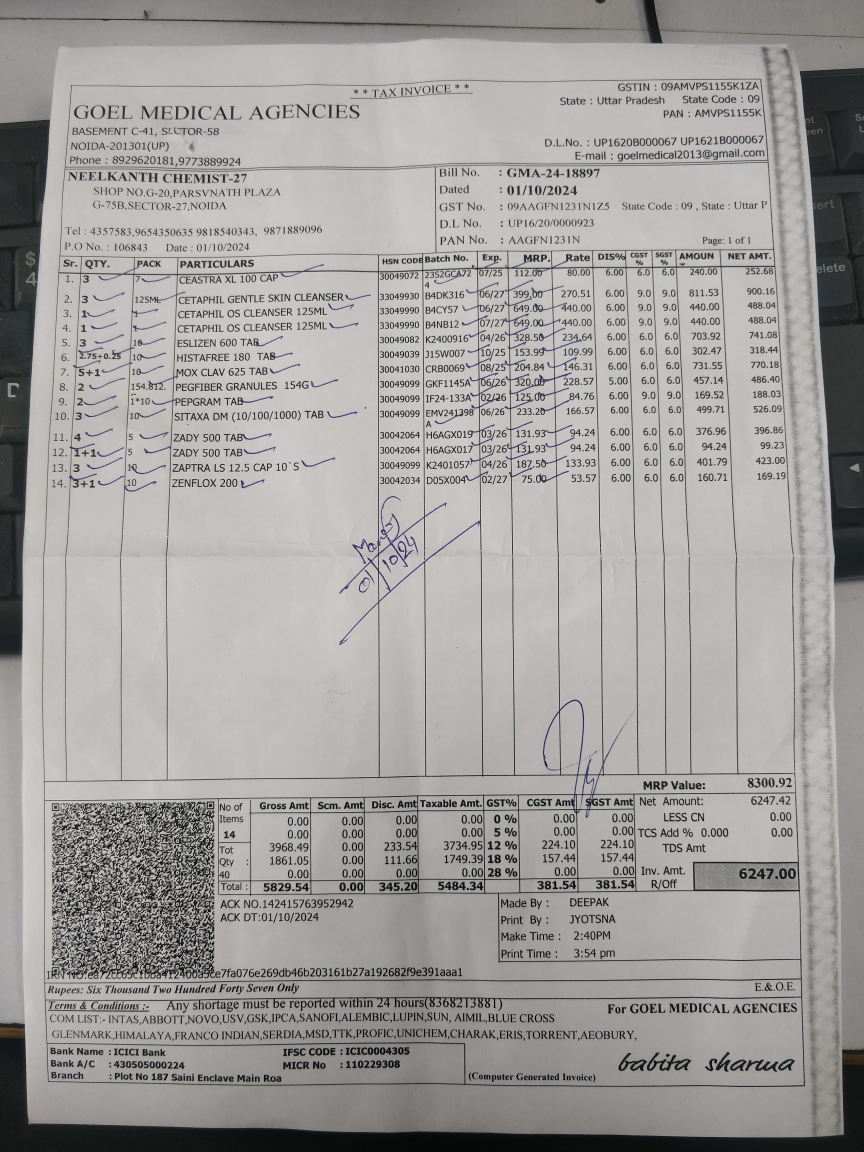 * * TAX INVOICE * *
GSTIN : 09AMVPS1155K1ZA
GOEL MEDICAL AGENCIES
State : Uttar Pradesh State Code : 09
PAN : AMVPS1155K
BASEMENT C-41, SECTOR-58
NOIDA-201301(UP)
D.L.No. : UP1620B000067 UP1621B000067
Phone : 8929620181,9773889924
E-mail : goelmedical2013@gmail.com
NEELKANTH CHEMIST-27
SHOP NO.G-20,PARSVNATH PLAZA
G-75B,SECTOR-27,NOIDA
Tel : 4357583,9654350635 9818540343, 9871889096
P.O No. : 106843 Date : 01/10/2024
Bill No. : GMA-24-18897
Dated : 01/10/2024
GST No. : 09AAGFN1231N1Z5 State Code : 09 , State : Uttar P
D.L No. : UP16/20/0000923
PAN No. : AAGFN1231N Page: 1 of 1
Sr. QTY. PACK PARTICULARS HSN CODE Batch No. Exp. MRP. Rate DIS% CGST % SGST % AMOUN NET AMT.
1. 3 7 CEASTRA XL 100 CAP 30049072 23S2GCA72 07/25 112.00 80.00 6.00 6.0 6.0 240.00 252.68
4
2. 3 125ML CETAPHIL GENTLE SKIN CLEANSER 33049930 B4DK316 06/27 399.00 270.51 6.00 9.0 9.0 811.53 900.16
3. 1 1 CETAPHIL OS CLEANSER 125ML 33049990 B4CY57 06/27 649.00 440.00 6.00 9.0 9.0 440.00 488.04
4. 1 1 CETAPHIL OS CLEANSER 125ML 33049990 B4NB12 07/27 649.00 440.00 6.00 9.0 9.0 440.00 488.04
5. 3 10 ESLIZEN 600 TAB 30049082 K2400916 04/26 328.50 234.64 6.00 6.0 6.0 703.92 741.08
6. 2.75+0.25 10 HISTAFREE 180 TAB 30049039 J15W007 10/25 153.99 109.99 6.00 6.0 6.0 302.47 318.44
7. 5+1 10 MOX CLAV 625 TAB 30041030 CRB0069 08/25 204.84 146.31 6.00 6.0 6.0 731.55 770.18
8. 2 154.812. PEGFIBER GRANULES 154G 30049099 GKF1145A 06/26 320.00 228.57 5.00 6.0 6.0 457.14 486.40
9. 2 1*10 PEPGRAM TAB 30049099 IF24-133A 02/26 125.00 84.76 6.00 9.0 9.0 169.52 188.03
10. 3 10 SITAXA DM (10/100/1000) TAB 30049099 EMV241398 06/26 233.20 166.57 6.00 6.0 6.0 499.71 526.09
A
11. 4 5 ZADY 500 TAB 30042064 H6AGX019 03/26 131.93 94.24 6.00 6.0 6.0 376.96 396.86
12. 1+1 5 ZADY 500 TAB 30042064 H6AGX017 03/26 131.93 94.24 6.00 6.0 6.0 94.24 99.23
13. 3 10 ZAPTRA LS 12.5 CAP 10`S 30049099 K2401057 04/26 187.50 133.93 6.00 6.0 6.0 401.79 423.00
14. 3+1 10 ZENFLOX 200 30042034 D05X004 02/27 75.00 53.57 6.00 6.0 6.0 160.71 169.19
01/10/24
MRP Value: 8300.92
No of Items 14
Tot Qty : 40
Gross Amt Scm. Amt Disc. Amt Taxable Amt. GST% CGST Amt SGST Amt
0.00 0.00 0.00 0.00 0 % 0.00 0.00
0.00 0.00 0.00 0.00 5 % 0.00 0.00
3968.49 0.00 233.54 3734.95 12 % 224.10 224.10
1861.05 0.00 111.66 1749.39 18 % 157.44 157.44
0.00 0.00 0.00 0.00 28 % 0.00 0.00
Total : 5829.54 0.00 345.20 5484.34 381.54 381.54
Net Amount: 6247.42
LESS CN 0.00
TCS Add % 0.000 0.00
TDS Amt
Inv. Amt. R/Off 6247.00
ACK NO.142415763952942
ACK DT:01/10/2024
Made By : DEEPAK
Print By : JYOTSNA
Make Time : 2:40PM
Print Time : 3:54 pm
Rupees: Six Thousand Two Hundred Forty Seven Only
E.&O.E.
Terms & Conditions :- Any shortage must be reported within 24 hours(8368213881)
For GOEL MEDICAL AGENCIES
COM LIST:- INTAS,ABBOTT,NOVO,USV,GSK,IPCA,SANOFI,ALEMBIC,LUPIN,SUN, AIMIL,BLUE CROSS
GLENMARK,HIMALAYA,FRANCO INDIAN,SERDIA,MSD,TTK,PROFIC,UNICHEM,CHARAK,ERIS,TORRENT,AEOBURY,
Bank Name : ICICI Bank IFSC CODE : ICIC0004305
Bank A/C : 430505000224 MICR No : 110229308
Branch : Plot No 187 Saini Enclave Main Roa
(Computer Generated Invoice)
babita sharma